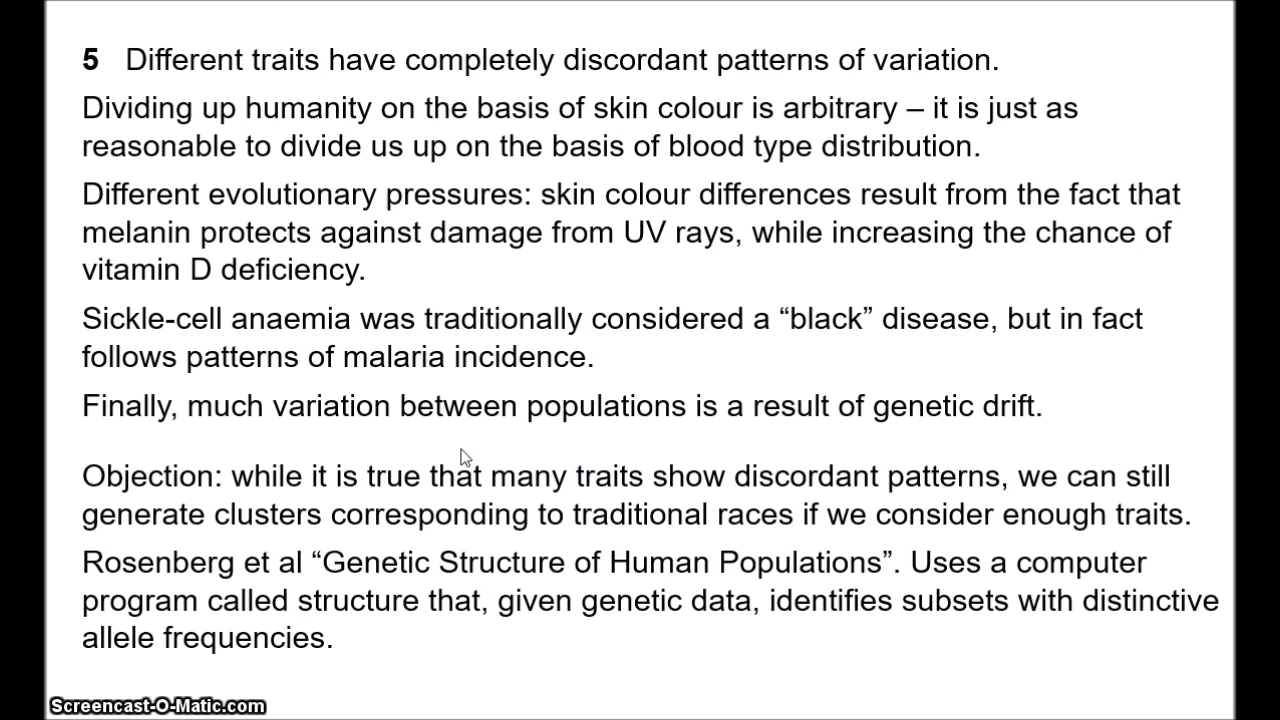 5 Different traits have completely discordant patterns of variation.
Dividing up humanity on the basis of skin colour is arbitrary – it is just as
reasonable to divide us up on the basis of blood type distribution.
Different evolutionary pressures: skin colour differences result from the fact that
melanin protects against damage from UV rays, while increasing the chance of
vitamin D deficiency.
Sickle-cell anaemia was traditionally considered a “black” disease, but in fact
follows patterns of malaria incidence.
Finally, much variation between populations is a result of genetic drift.
Objection: while it is true that many traits show discordant patterns, we can still
generate clusters corresponding to traditional races if we consider enough traits.
Rosenberg et al “Genetic Structure of Human Populations”. Uses a computer
program called structure that, given genetic data, identifies subsets with distinctive
allele frequencies.
Screencast-O-Matic.com